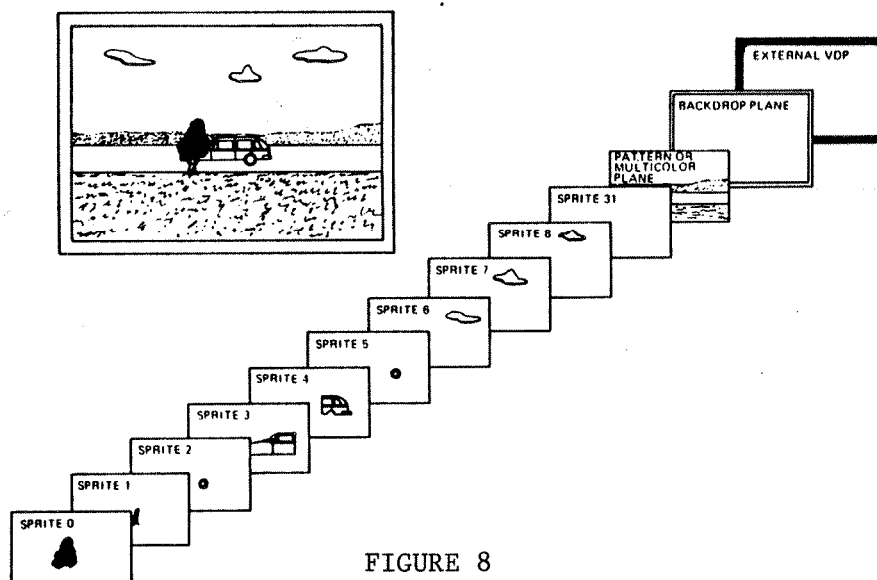 EXTERNAL VDP
BACKDROP PLANE
PATTERN OR
MULTICOLOR
PLANE
SPRITE 31
SPRITE 8
SPRITE 7
SPRITE 6
SPRITE 5
SPRITE 4
SPRITE 3
SPRITE 2
SPRITE 1
SPRITE 0
FIGURE 8